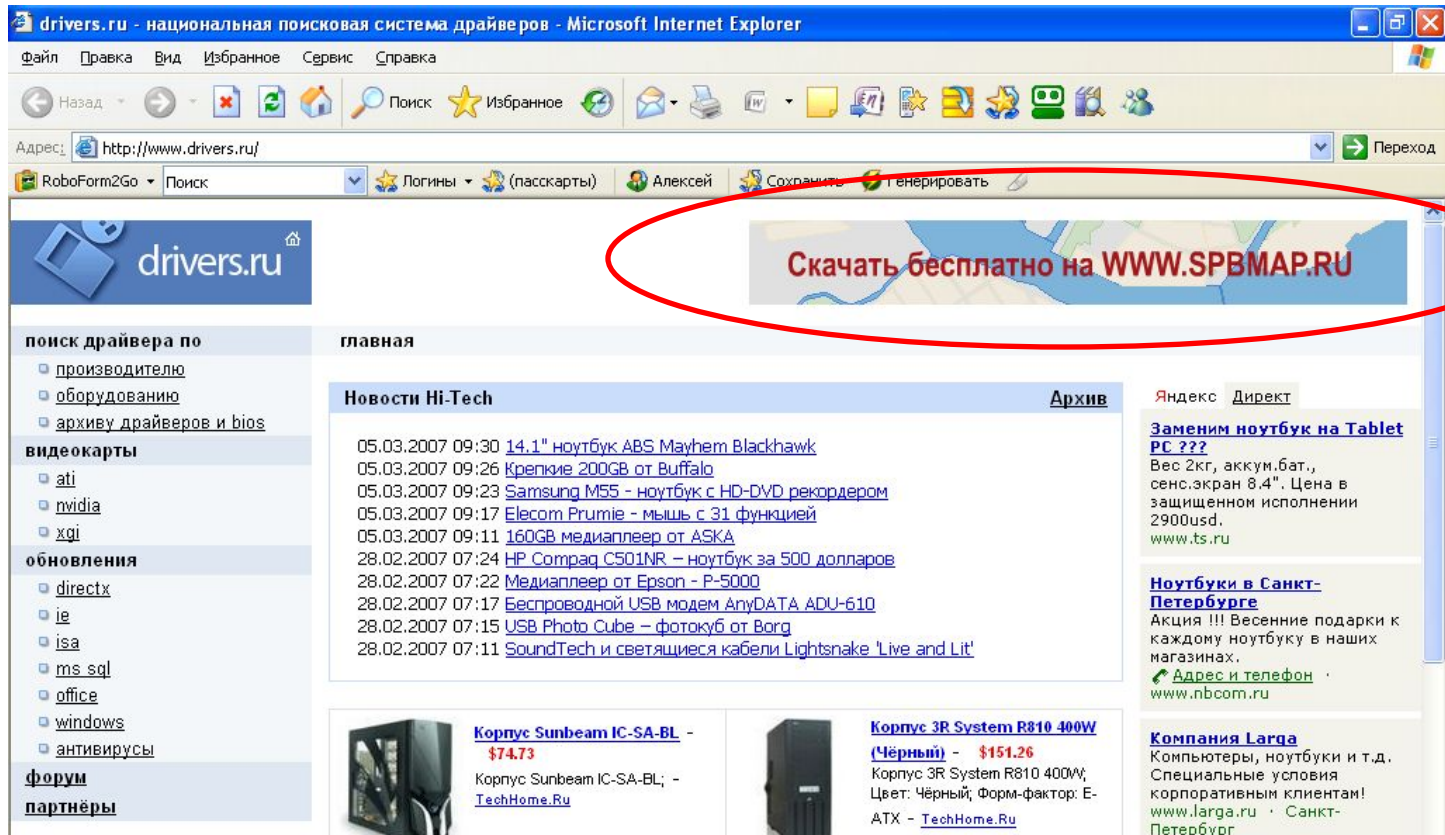 drivers.ru - национальная поисковая система драйверов - Microsoft Internet Explorer
Файл Правка Вид Избранное Сервис Справка
Назад Поиск Избранное
Адрес: http://www.drivers.ru/ Переход
RoboForm2Go Поиск Логины (пасскарты) Алексей Сохранить Генерировать
drivers.ru
Скачать бесплатно на WWW.SPBMAP.RU
поиск драйвера по
производителю
оборудованию
архиву драйверов и bios
видеокарты
ati
nvidia
xgi
обновления
directx
ie
isa
ms sql
office
windows
антивирусы
форум
партнёры
главная
Новости Hi-Tech Архив
05.03.2007 09:30 14.1" ноутбук ABS Mayhem Blackhawk
05.03.2007 09:26 Крепкие 200GB от Buffalo
05.03.2007 09:23 Samsung M55 - ноутбук с HD-DVD рекордером
05.03.2007 09:17 Elecom Prumie - мышь с 31 функцией
05.03.2007 09:11 160GB медиаплеер от ASKA
28.02.2007 07:24 HP Compaq C501NR – ноутбук за 500 долларов
28.02.2007 07:22 Медиаплеер от Epson - P-5000
28.02.2007 07:17 Беспроводной USB модем AnyDATA ADU-610
28.02.2007 07:15 USB Photo Cube – фотокуб от Borg
28.02.2007 07:11 SoundTech и светящиеся кабели Lightsnake 'Live and Lit'
Корпус Sunbeam IC-SA-BL -
$74.73
Корпус Sunbeam IC-SA-BL; -
TechHome.Ru
Корпус 3R System R810 400W
(Чёрный) - $151.26
Корпус 3R System R810 400W;
Цвет: Чёрный; Форм-фактор: E-
ATX - TechHome.Ru
Яндекс Директ
Заменим ноутбук на Tablet
PC ???
Вес 2кг, аккум.бат.,
сенс.экран 8.4". Цена в
защищенном исполнении
2900usd.
www.ts.ru
Ноутбуки в Санкт-
Петербурге
Акция !!! Весенние подарки к
каждому ноутбуку в наших
магазинах.
Адрес и телефон ·
www.nbcom.ru
Компания Larga
Компьютеры, ноутбуки и т.д.
Специальные условия
корпоративным клиентам!
www.larga.ru · Санкт-
Петербург